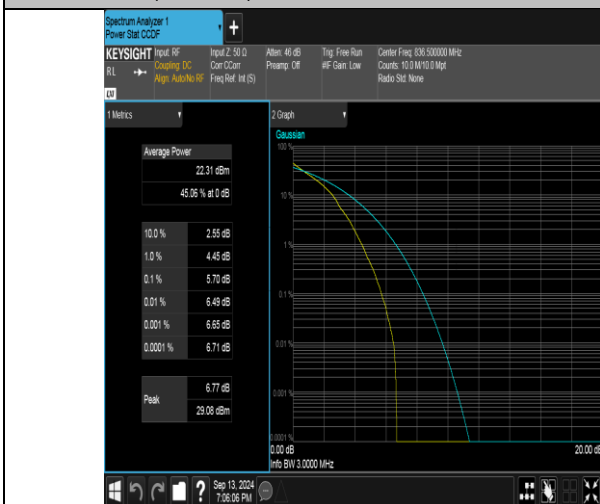 Spectrum Analyzer 1
Power Stat CCDF
+
KEYSIGHT
RL
Input: RF
Coupling: DC
Align: Auto/No RF
Input Z: 50 Ω
Corr CCorr
Freq Ref: Int (S)
Atten: 46 dB
Preamp: Off
Trig: Free Run
#IF Gain: Low
Center Freq: 836.500000 MHz
Counts: 10.0 M/10.0 Mpt
Radio Std: None
1 Metrics
Average Power
22.31 dBm
45.06 % at 0 dB
10.0 % 2.55 dB
1.0 % 4.45 dB
0.1 % 5.70 dB
0.01 % 6.49 dB
0.001 % 6.65 dB
0.0001 % 6.71 dB
Peak
6.77 dB
29.08 dBm
2 Graph
Gaussian
100 %
10 %
1 %
0.1 %
0.01 %
0.001 %
0.0001 %
0.00 dB
20.00 dB
Info BW 3.0000 MHz
?
Sep 13, 2024
7:06:06 PM